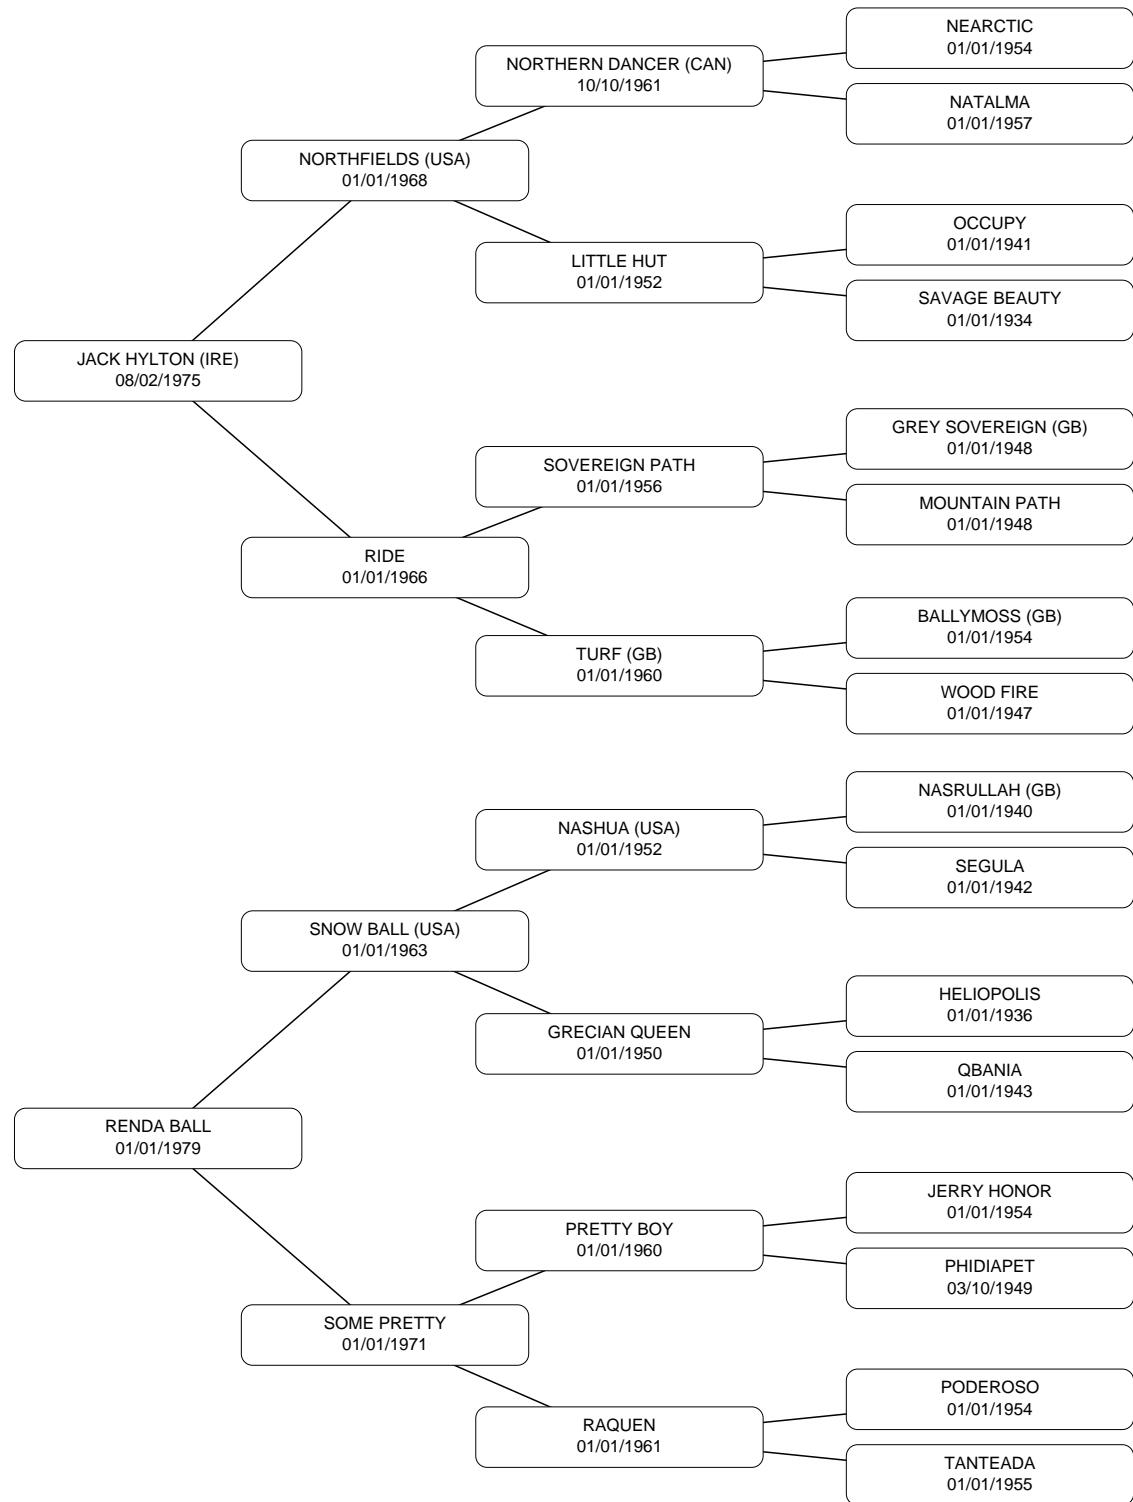 NEARCTIC
01/01/1954
NORTHERN DANCER (CAN)
10/10/1961
NATALMA
01/01/1957
NORTHFIELDS (USA)
01/01/1968
OCCUPY
01/01/1941
LITTLE HUT
01/01/1952
SAVAGE BEAUTY
01/01/1934
JACK HYLTON (IRE)
08/02/1975
GREY SOVEREIGN (GB)
01/01/1948
SOVEREIGN PATH
01/01/1956
MOUNTAIN PATH
01/01/1948
RIDE
01/01/1966
BALLYMOSS (GB)
01/01/1954
TURF (GB)
01/01/1960
WOOD FIRE
01/01/1947
NASRULLAH (GB)
01/01/1940
NASHUA (USA)
01/01/1952
SEGULA
01/01/1942
SNOW BALL (USA)
01/01/1963
HELIOPOLIS
01/01/1936
GRECIAN QUEEN
01/01/1950
QBANIA
01/01/1943
RENDA BALL
01/01/1979
JERRY HONOR
01/01/1954
PRETTY BOY
01/01/1960
PHIDIAPET
03/10/1949
SOME PRETTY
01/01/1971
PODEROSO
01/01/1954
RAQUEN
01/01/1961
TANTEADA
01/01/1955